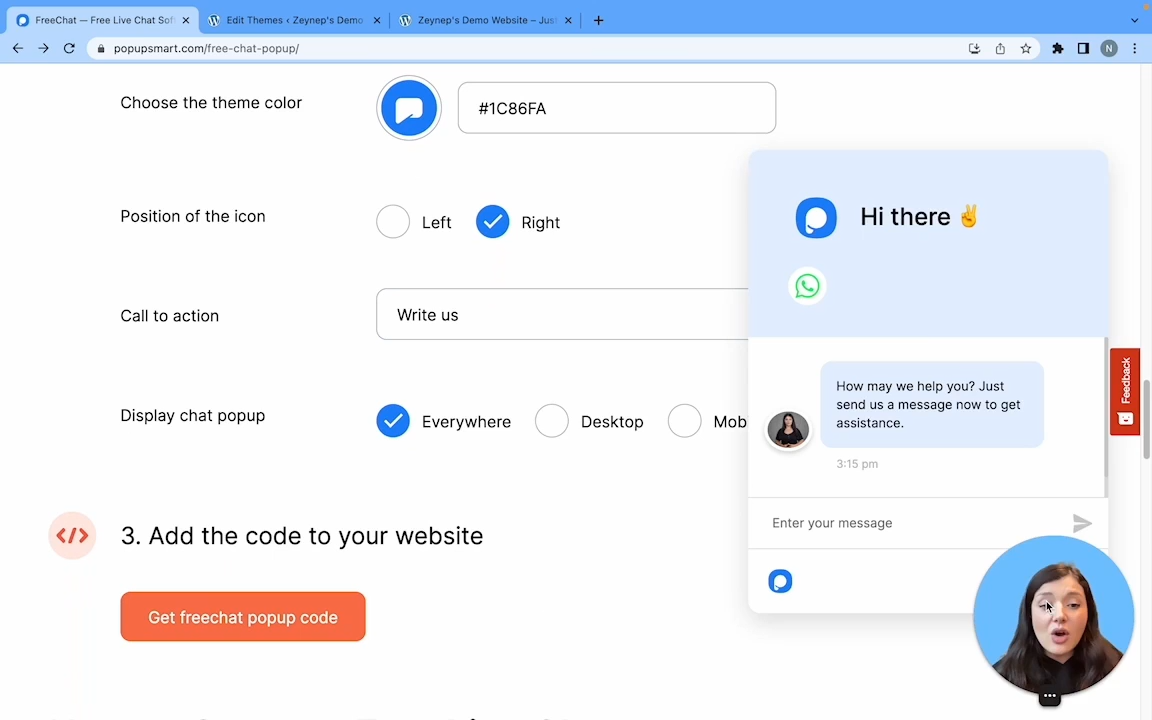 FreeChat — Free Live Chat Sof
Edit Themes ‹ Zeynep's Demo
Zeynep's Demo Website – Just
popupsmart.com/free-chat-popup/
N
Choose the theme color
#1C86FA
Position of the icon
Left
Right
Hi there ✌
Call to action
Write us
Feedback
How may we help you? Just
send us a message now to get
assistance.
3:15 pm
Display chat popup
Everywhere
Desktop
Mob
Enter your message
3. Add the code to your website
Get freechat popup code